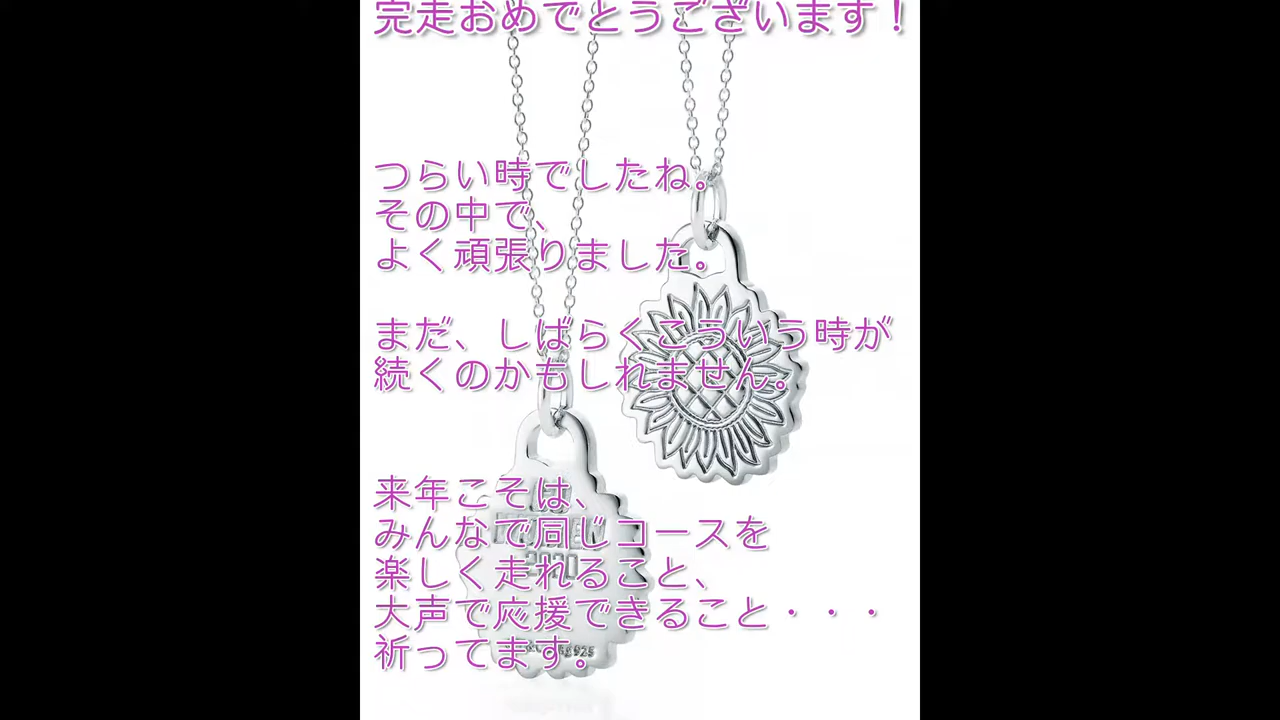 完走おめでとうございます！
つらい時でしたね。
その中で、
よく頑張りました。
まだ、しばらくこういう時が
続くのかもしれません。
来年こそは、
みんなで同じコースを
楽しく走れること、
大声で応援できること・・・
祈ってます。
925